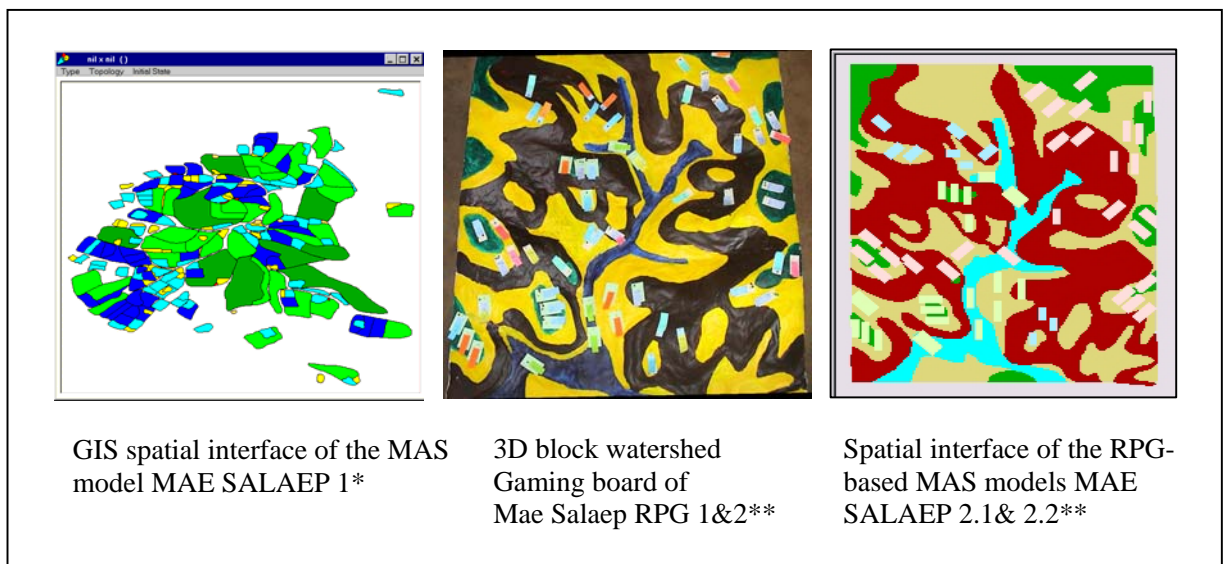 nil x nil ()
Type Topology Initial State
GIS spatial interface of the MAS
model MAE SALAEP 1*
3D block watershed
Gaming board of
Mae Salaep RPG 1&2**
Spatial interface of the RPG-
based MAS models MAE
SALAEP 2.1& 2.2**